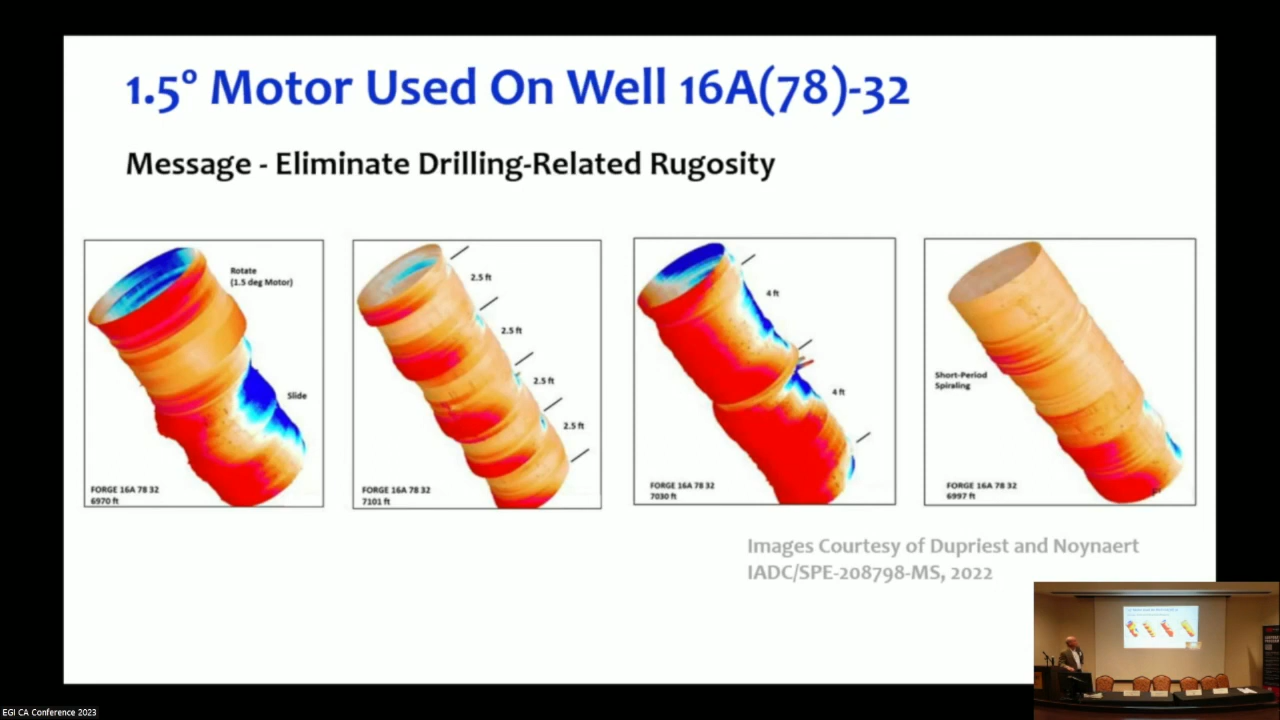 1.5° Motor Used On Well 16A(78)-32
Message - Eliminate Drilling-Related Rugosity
Rotate
(1.5 deg Motor)
Slide
FORGE 16A 78 32
6970 ft
2.5 ft
2.5 ft
2.5 ft
2.5 ft
FORGE 16A 78 32
7101 ft
4 ft
4 ft
FORGE 16A 78 32
7030 ft
Short-Period
Spiraling
FORGE 16A 78 32
6997 ft
Images Courtesy of Dupriest and Noynaert
IADC/SPE-208798-MS, 2022
EGI CA Conference 2023